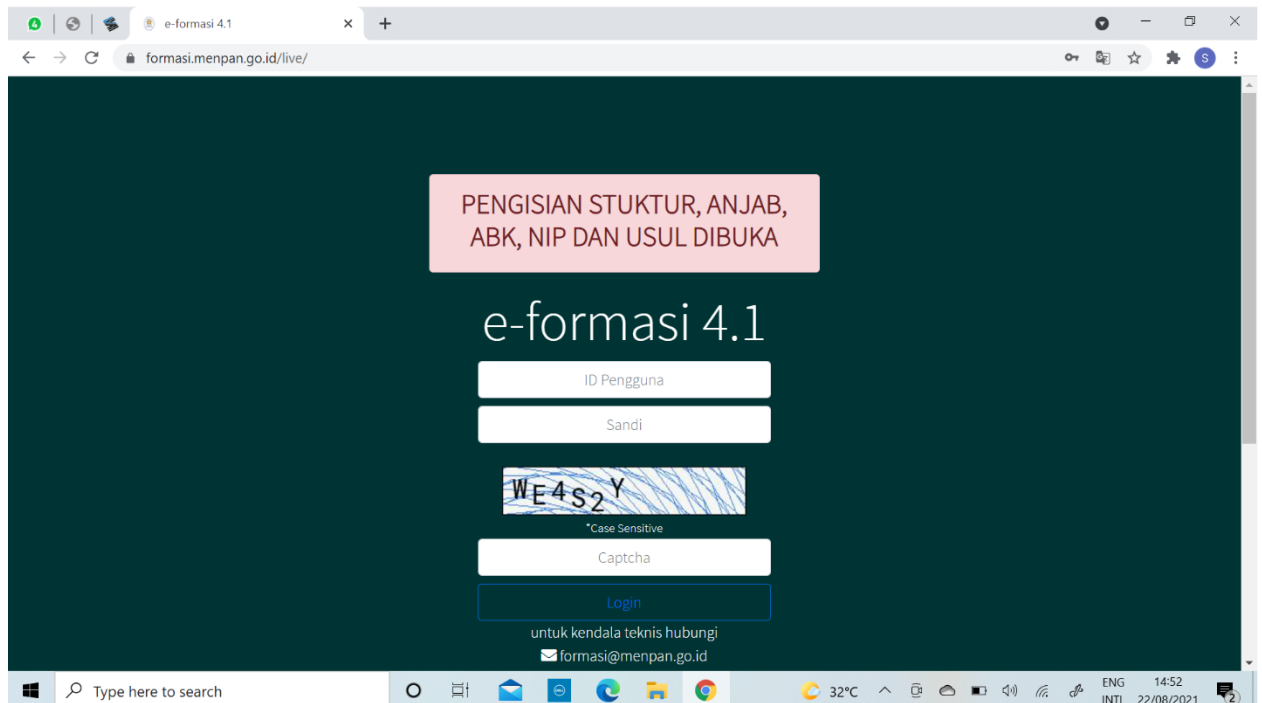 e-formasi 4.1
formasi.menpan.go.id/live/
S
PENGISIAN STUKTUR, ANJAB,
ABK, NIP DAN USUL DIBUKA
e-formasi 4.1
ID Pengguna
Sandi
WE4S2Y
*Case Sensitive
Captcha
Login
untuk kendala teknis hubungi
formasi@menpan.go.id
Type here to search
32°C
ENG
INTL
14:52
22/08/2021
2